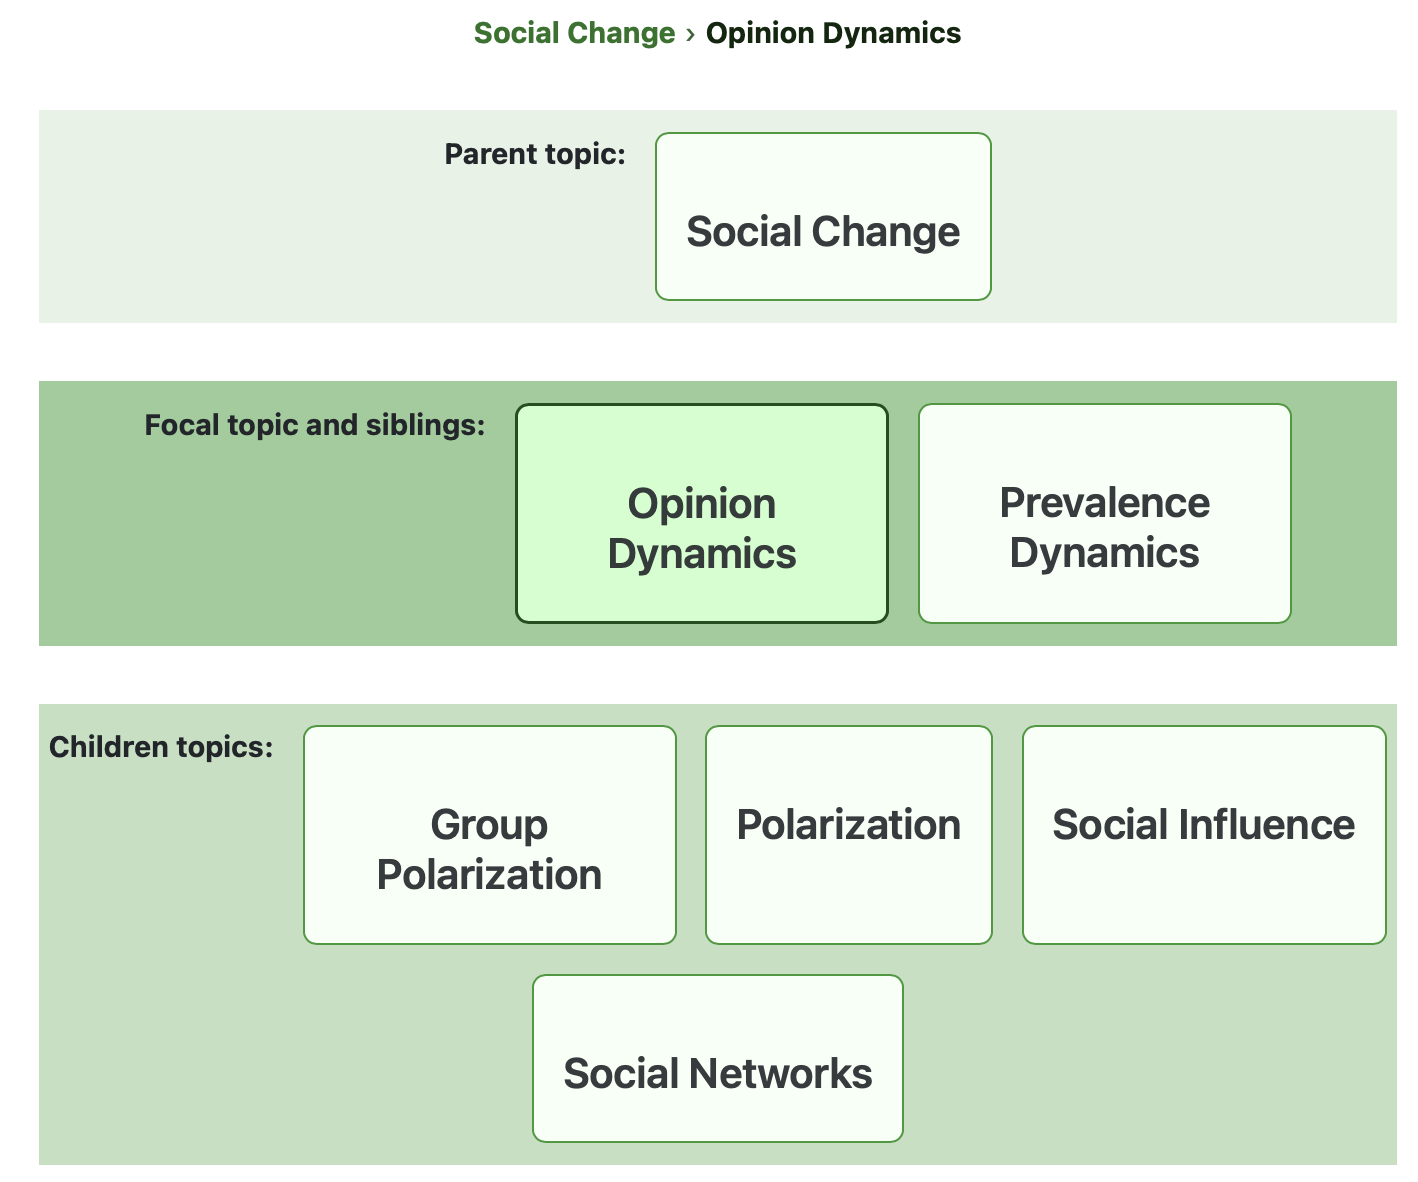 Social Change › Opinion Dynamics
Parent topic:
Social Change
Focal topic and siblings:
Opinion
Dynamics
Prevalence
Dynamics
Children topics:
Group
Polarization
Polarization
Social Influence
Social Networks